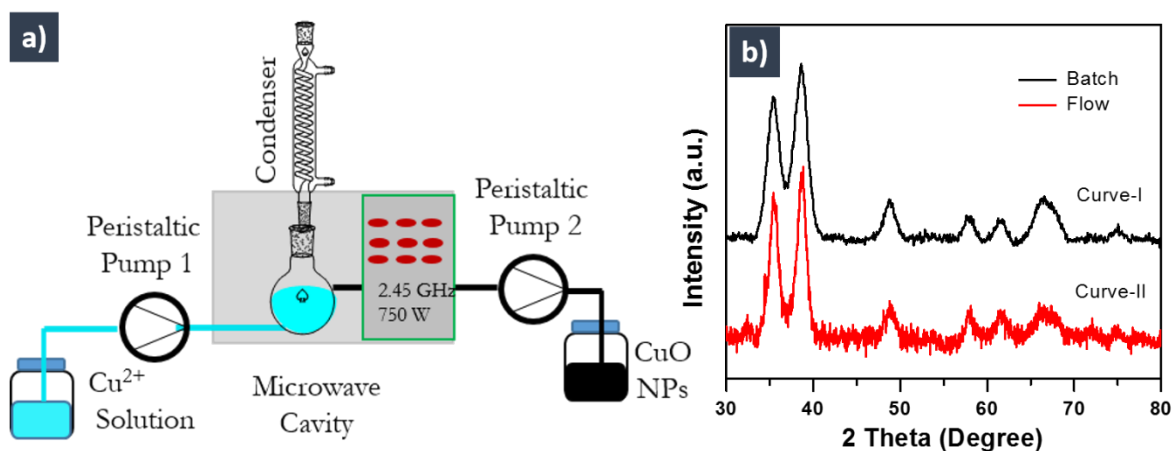 a)
Condenser
Peristaltic
Pump 1
Peristaltic
Pump 2
2.45 GHz
750 W
Cu²⁺
Solution
Microwave
Cavity
CuO
NPs
b)
Batch
Flow
Curve-I
Curve-II
Intensity (a.u.)
30 40 50 60 70 80
2 Theta (Degree)